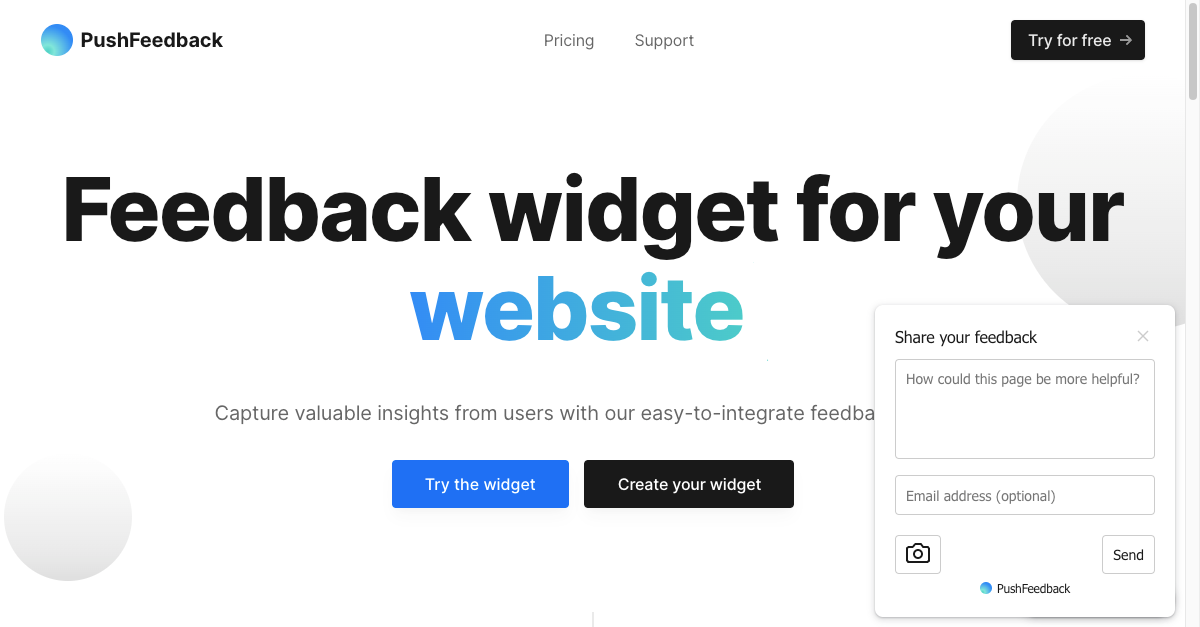 PushFeedback
Pricing
Support
Try for free →
Feedback widget for your
website
Capture valuable insights from users with our easy-to-integrate
Try the widget
Create your widget
Share your feedback
How could this page be more helpful?
Email address (optional)
Send
PushFeedback